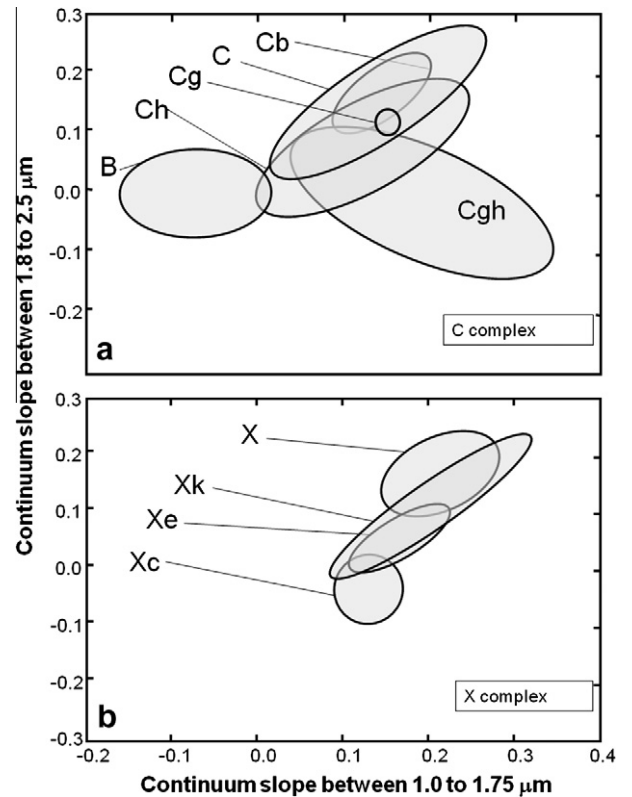 0.3
Cb
C
0.2
Cg
0.1
Ch
B
0.0
Cgh
-0.1
-0.2
a
C complex
Continuum slope between 1.8 to 2.5 μm
0.3
X
0.2
Xk
0.1
Xe
Xc
0.0
-0.1
-0.2
b
X complex
-0.3
-0.2 -0.1 0.0 0.1 0.2 0.3 0.4
Continuum slope between 1.0 to 1.75 μm